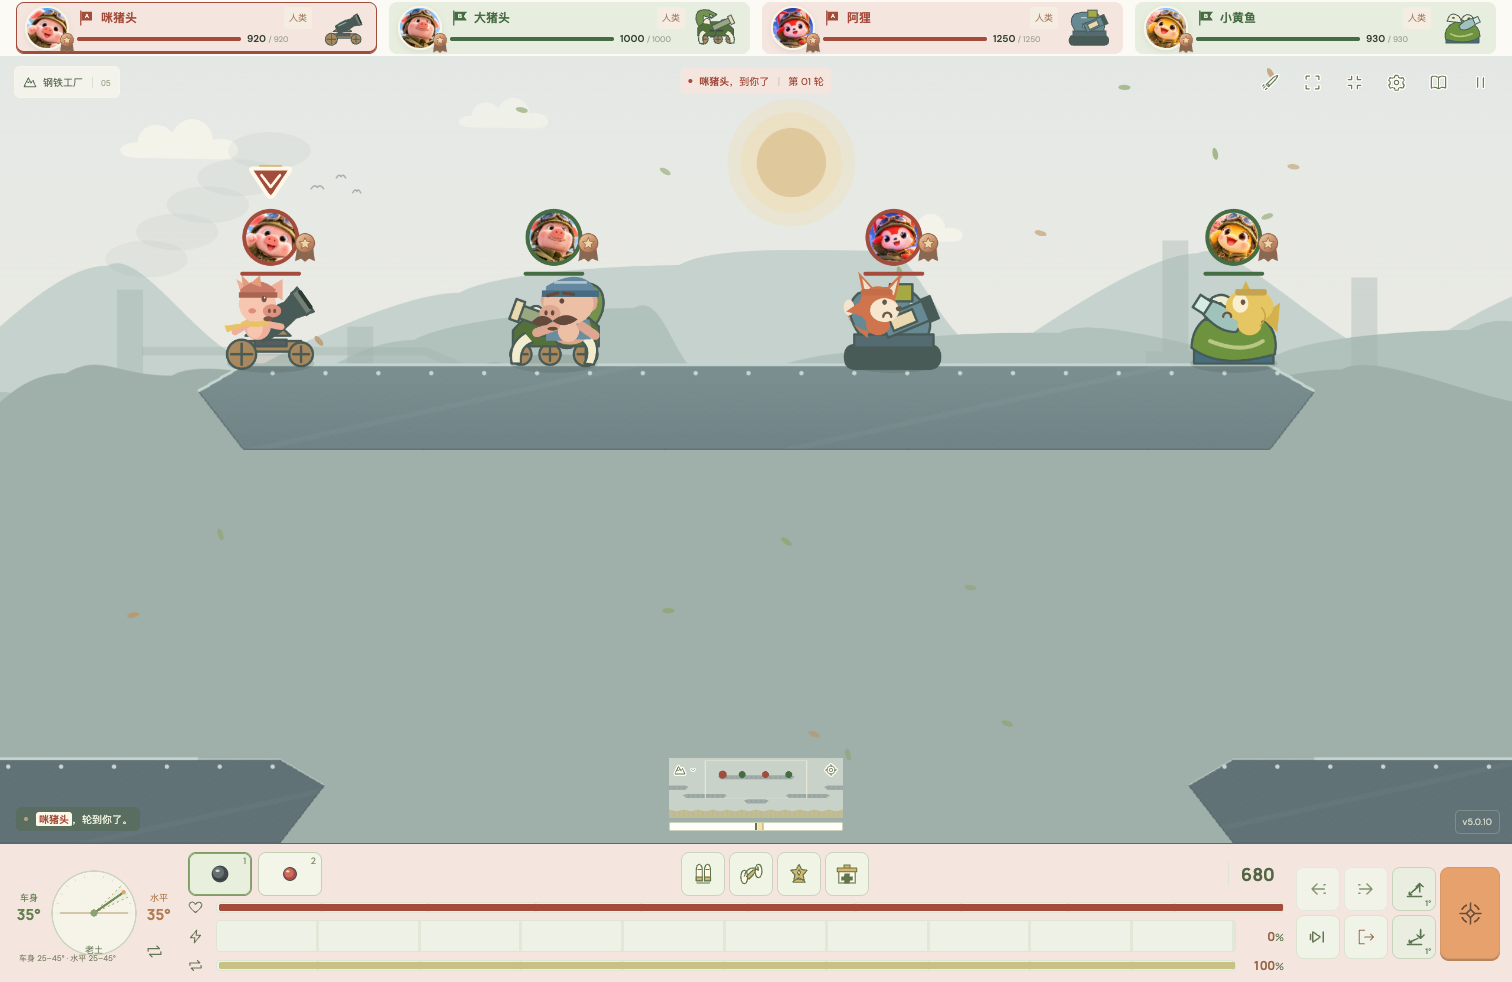 咪猪头
人类
920 / 920
大猪头
人类
1000 / 1000
阿狸
人类
1250 / 1250
小黄鱼
人类
930 / 930
钢铁工厂 05
咪猪头，到你了 第 01 轮
咪猪头，轮到你了。
v5.0.10
1
2
680
车身
35°
水平
35°
老土
车身 25–45° · 水平 25–45°
0%
100%
1°
1°